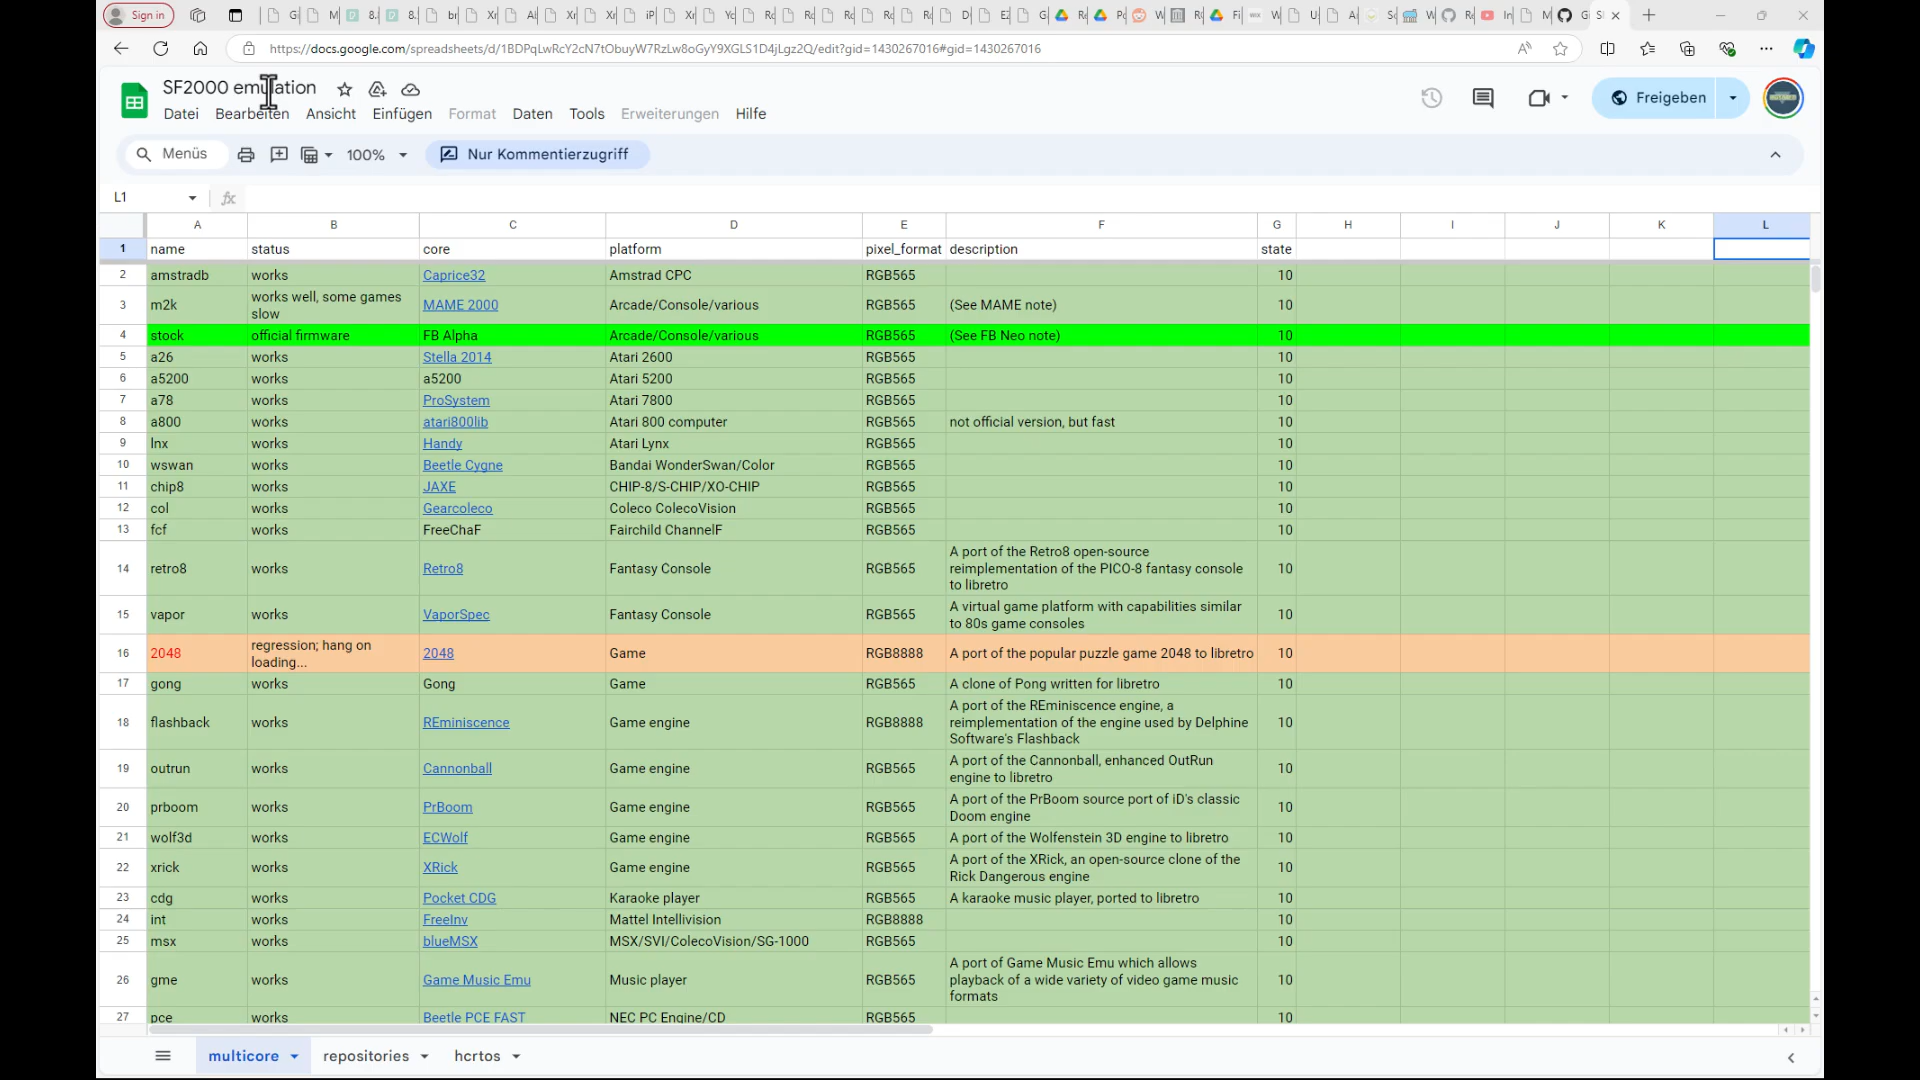 Sign in
https://docs.google.com/spreadsheets/d/1BDPqLwRcY2cN7tObuyW7RzLw8oGyY9XGLS1D4jLgz2Q/edit?gid=1430267016#gid=1430267016
SF2000 emulation
Datei Bearbeiten Ansicht Einfügen Format Daten Tools Erweiterungen Hilfe
Freigeben
Menüs 100% Nur Kommentierzugriff
L1 fx
A B C D E F G H I J K L
1 name status core platform pixel_format description state
2 amstradb works Caprice32 Amstrad CPC RGB565 10
3 m2k works well, some games slow MAME 2000 Arcade/Console/various RGB565 (See MAME note) 10
4 stock official firmware FB Alpha Arcade/Console/various RGB565 (See FB Neo note) 10
5 a26 works Stella 2014 Atari 2600 RGB565 10
6 a5200 works a5200 Atari 5200 RGB565 10
7 a78 works ProSystem Atari 7800 RGB565 10
8 a800 works atari800lib Atari 800 computer RGB565 not official version, but fast 10
9 lnx works Handy Atari Lynx RGB565 10
10 wswan works Beetle Cygne Bandai WonderSwan/Color RGB565 10
11 chip8 works JAXE CHIP-8/S-CHIP/XO-CHIP RGB565 10
12 col works Gearcoleco Coleco ColecoVision RGB565 10
13 fcf works FreeChaF Fairchild ChannelF RGB565 10
14 retro8 works Retro8 Fantasy Console RGB565 A port of the Retro8 open-source reimplementation of the PICO-8 fantasy console to libretro 10
15 vapor works VaporSpec Fantasy Console RGB565 A virtual game platform with capabilities similar to 80s game consoles 10
16 2048 regression; hang on loading... 2048 Game RGB8888 A port of the popular puzzle game 2048 to libretro 10
17 gong works Gong Game RGB565 A clone of Pong written for libretro 10
18 flashback works REminiscence Game engine RGB8888 A port of the REminiscence engine, a reimplementation of the engine used by Delphine Software's Flashback 10
19 outrun works Cannonball Game engine RGB565 A port of the Cannonball, enhanced OutRun engine to libretro 10
20 prboom works PrBoom Game engine RGB565 A port of the PrBoom source port of iD's classic Doom engine 10
21 wolf3d works ECWolf Game engine RGB565 A port of the Wolfenstein 3D engine to libretro 10
22 xrick works XRick Game engine RGB565 A port of the XRick, an open-source clone of the Rick Dangerous engine 10
23 cdg works Pocket CDG Karaoke player RGB565 A karaoke music player, ported to libretro 10
24 int works FreeInv Mattel Intellivision RGB8888 10
25 msx works blueMSX MSX/SVI/ColecoVision/SG-1000 RGB565 10
26 gme works Game Music Emu Music player RGB565 A port of Game Music Emu which allows playback of a wide variety of video game music formats 10
27 pce works Beetle PCE FAST NEC PC Engine/CD RGB565 10
multicore repositories hcrtos